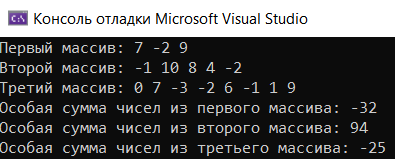 C:\ Консоль отладки Microsoft Visual Studio
Первый массив: 7 -2 9
Второй массив: -1 10 8 4 -2
Третий массив: 0 7 -3 -2 6 -1 1 9
Особая сумма чисел из первого массива: -32
Особая сумма чисел из второго массива: 94
Особая сумма чисел из третьего массива: -25